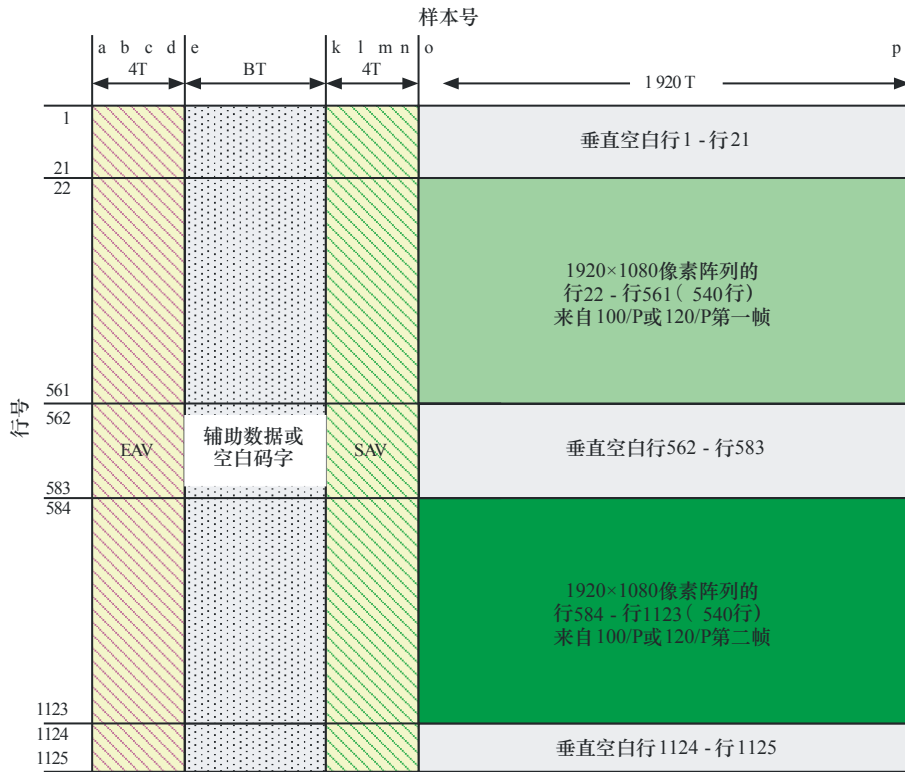 样本号
a b c d e k l m n o p
4T BT 4T 1920T
1
垂直空白行1 - 行21
21
22
1920×1080像素阵列的
行22 - 行561( 540行)
来自100/P或120/P第一帧
561
562
行号
EAV
辅助数据或
空白码字
SAV
垂直空白行562 - 行583
583
584
1920×1080像素阵列的
行584 - 行1123( 540行)
来自100/P或120/P第二帧
1123
1124
垂直空白行1124 - 行1125
1125